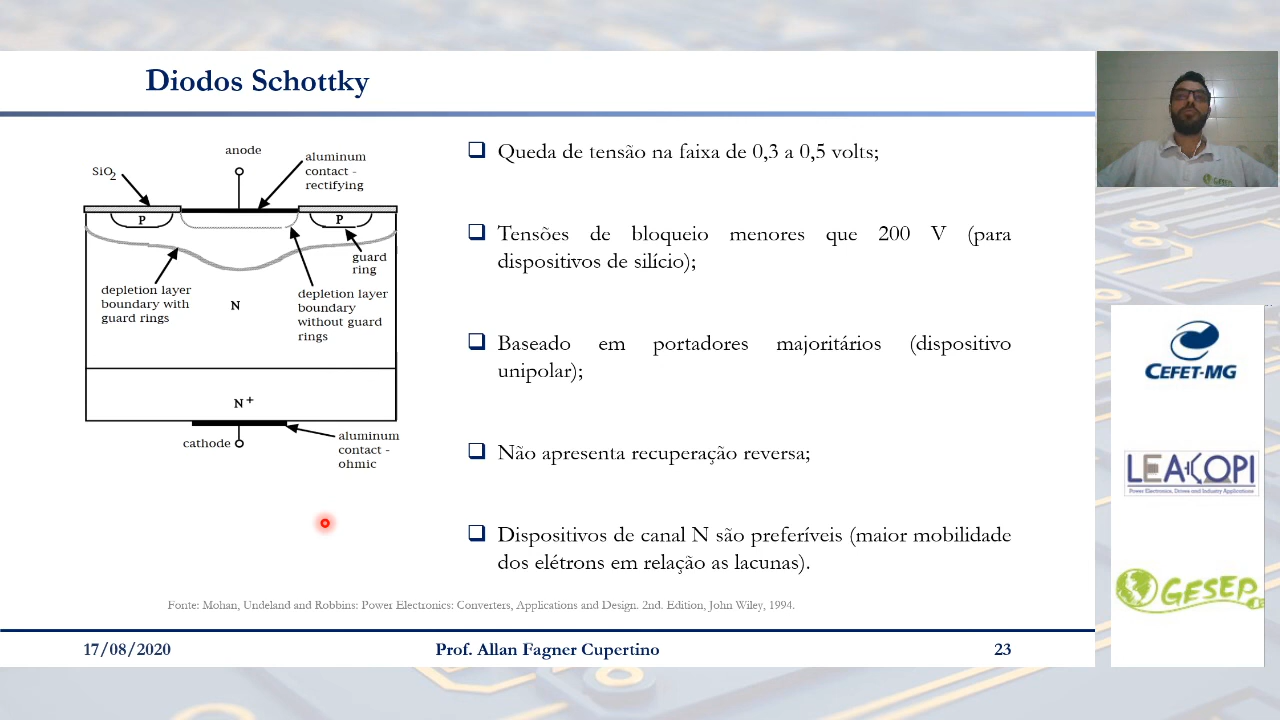 Diodos Schottky
anode
SiO2
aluminum
contact -
rectifying
P
P
guard
ring
depletion layer
boundary with
guard rings
N
depletion layer
boundary
without guard
rings
N+
cathode
aluminum
contact -
ohmic
Queda de tensão na faixa de 0,3 a 0,5 volts;
Tensões de bloqueio menores que 200 V (para
dispositivos de silício);
Baseado em portadores majoritários (dispositivo
unipolar);
Não apresenta recuperação reversa;
Dispositivos de canal N são preferíveis (maior mobilidade
dos elétrons em relação as lacunas).
Fonte: Mohan, Undeland and Robbins: Power Electronics: Converters, Applications and Design. 2nd. Edition, John Wiley, 1994.
17/08/2020
Prof. Allan Fagner Cupertino
23
CEFET-MG
LEACOPI
Power Electronics, Drives and Industry Applications
GESEP